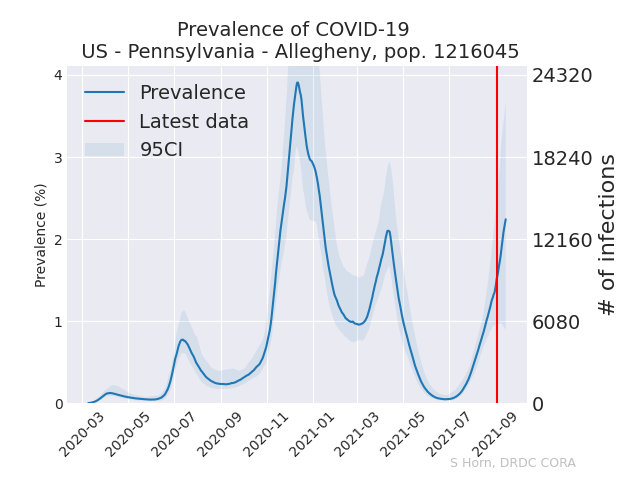 Prevalence of COVID-19
US - Pennsylvania - Allegheny, pop. 1216045
Prevalence
Latest data
95CI
4
3
2
1
0
24320
18240
12160
6080
0
Prevalence (%)
# of infections
2020-03
2020-05
2020-07
2020-09
2020-11
2021-01
2021-03
2021-05
2021-07
2021-09
S Horn, DRDC CORA